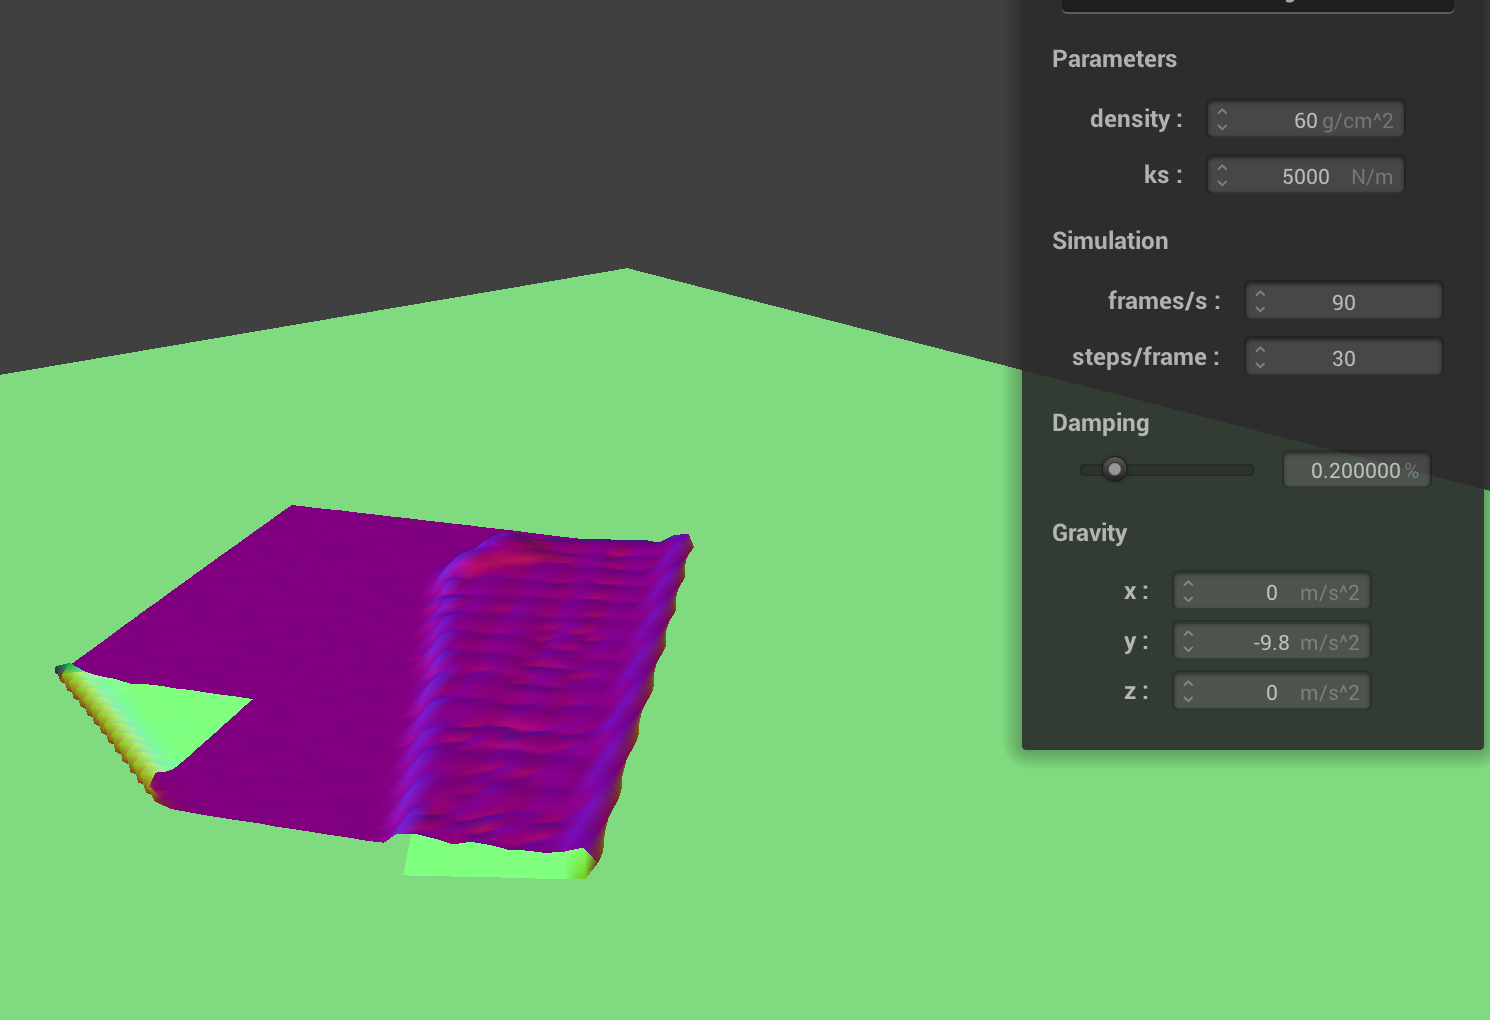 Parameters
density : 60 g/cm^2
ks : 5000 N/m
Simulation
frames/s : 90
steps/frame : 30
Damping
0.200000 %
Gravity
x : 0 m/s^2
y : -9.8 m/s^2
z : 0 m/s^2